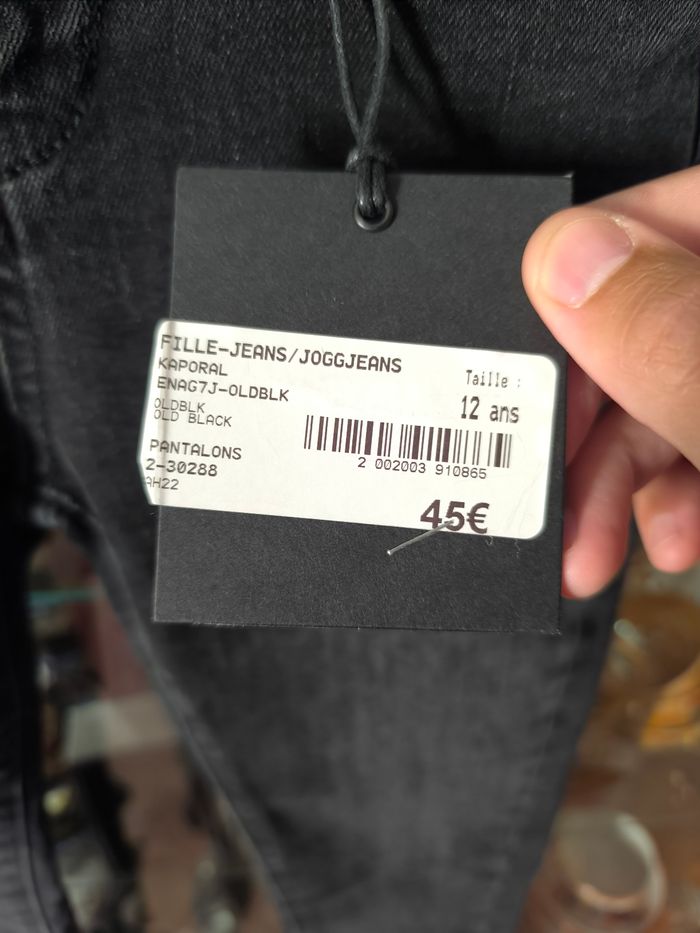 FILLE-JEANS/JOGGJEANS
KAPORAL
ENAG7J-OLDBLK
OLDBLK
OLD BLACK
PANTALONS
2-30288
AH22
Taille :
12 ans
2 002003 910865
45€